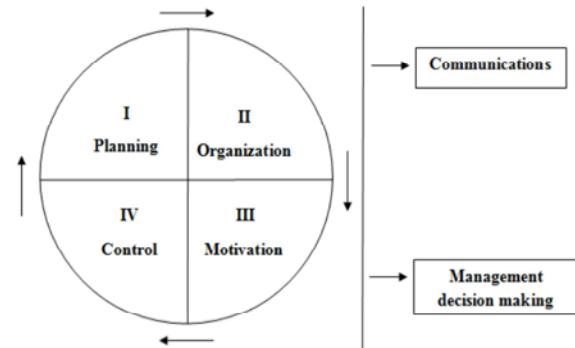 I
Planning
II
Organization
IV
Control
III
Motivation
Communications
Management
decision making